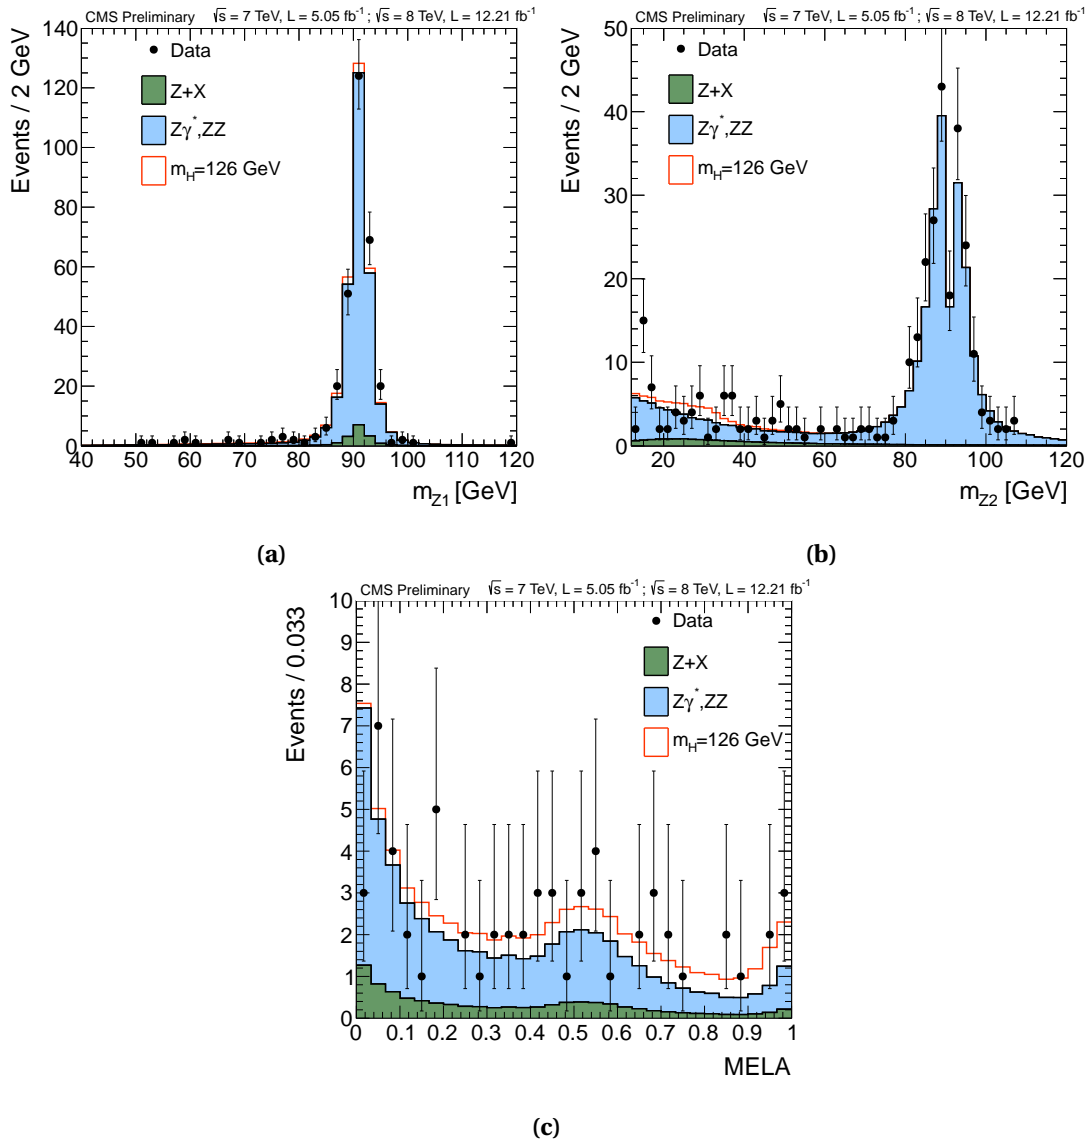 CMS Preliminary √s = 7 TeV, L = 5.05 fb⁻¹ ; √s = 8 TeV, L = 12.21 fb⁻¹
Events / 2 GeV
140
120
100
80
60
40
20
0
Data
Z+X
Zγ*,ZZ
m_H=126 GeV
40 50 60 70 80 90 100 110 120
m_Z1 [GeV]
(a)
CMS Preliminary √s = 7 TeV, L = 5.05 fb⁻¹ ; √s = 8 TeV, L = 12.21 fb⁻¹
Events / 2 GeV
50
40
30
20
10
0
Data
Z+X
Zγ*,ZZ
m_H=126 GeV
20 40 60 80 100 120
m_Z2 [GeV]
(b)
CMS Preliminary √s = 7 TeV, L = 5.05 fb⁻¹ ; √s = 8 TeV, L = 12.21 fb⁻¹
Events / 0.033
10
9
8
7
6
5
4
3
2
1
0
Data
Z+X
Zγ*,ZZ
m_H=126 GeV
0 0.1 0.2 0.3 0.4 0.5 0.6 0.7 0.8 0.9 1
MELA
(c)